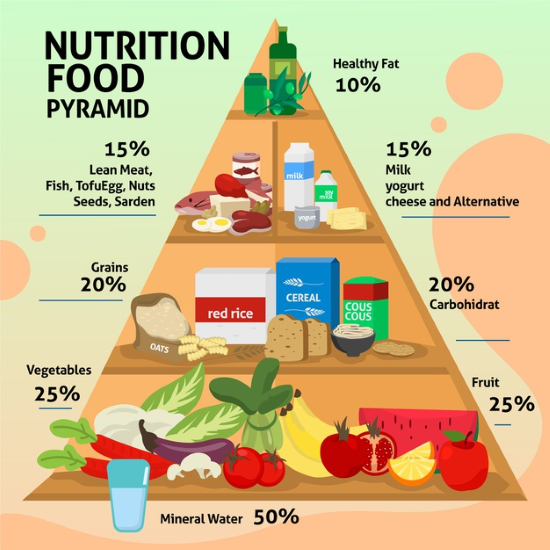 NUTRITION
FOOD
PYRAMID
Healthy Fat
10%
15%
Lean Meat,
Fish, TofuEgg, Nuts
Seeds, Sarden
15%
Milk
yogurt
cheese and Alternative
milk
soy
milk
yogurt
Grains
20%
20%
Carbohidrat
red rice
CEREAL
COUS
COUS
OATS
Vegetables
25%
Fruit
25%
Mineral Water 50%